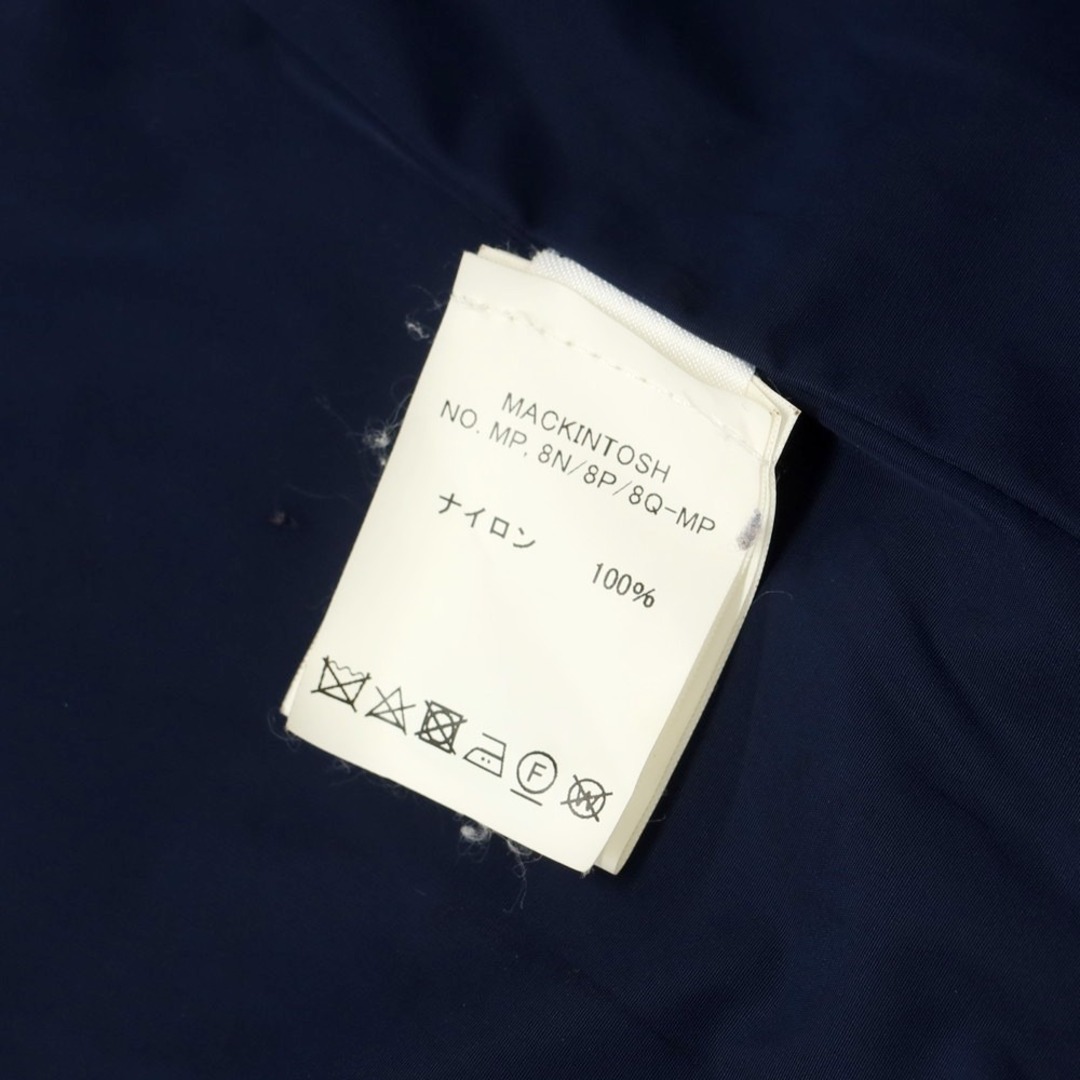 MACKINTOSH
NO. MP, 8N/8P/8Q-MP
ナイロン 100%
F
W